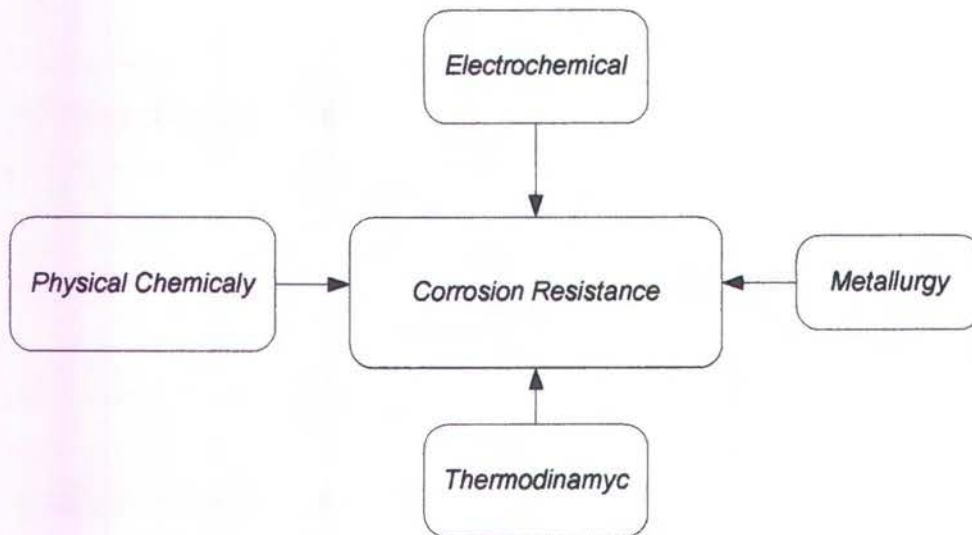 Electrochemical
Physical Chemicaly
Corrosion Resistance
Metallurgy
Thermodinamyc